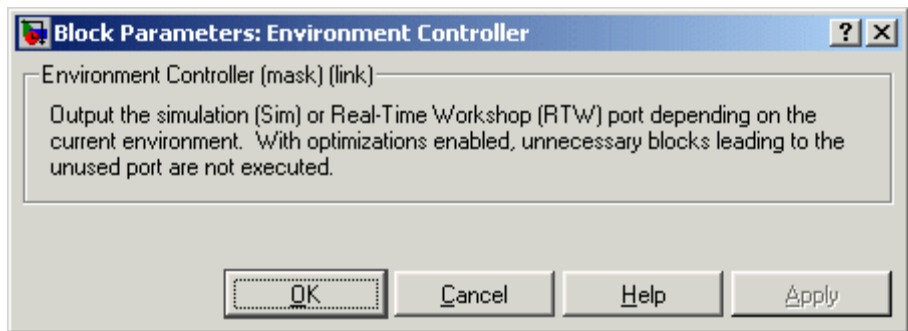 Block Parameters: Environment Controller
? X
Environment Controller (mask) (link)
Output the simulation (Sim) or Real-Time Workshop (RTW) port depending on the
current environment. With optimizations enabled, unnecessary blocks leading to the
unused port are not executed.
OK Cancel Help Apply